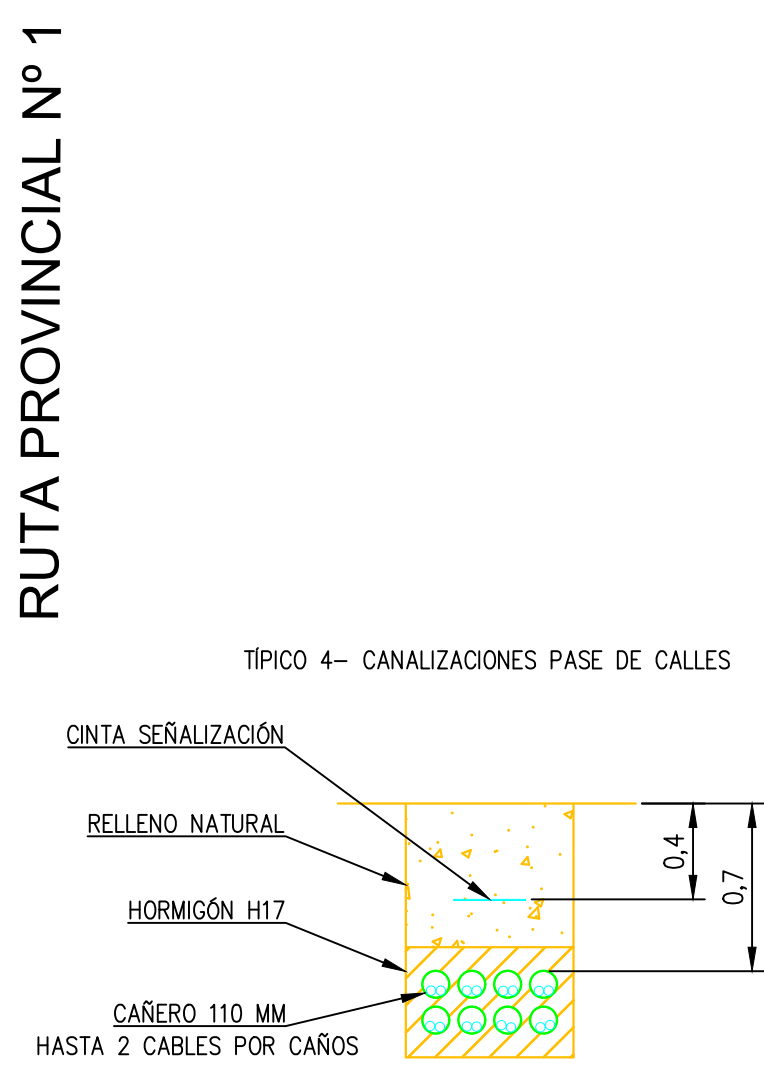 RUTA PROVINCIAL Nº 1
TÍPICO 4– CANALIZACIONES PASE DE CALLES
CINTA SEÑALIZACIÓN
RELLENO NATURAL
0,4
0,7
HORMIGÓN H17
CAÑERO 110 MM
HASTA 2 CABLES POR CAÑOS